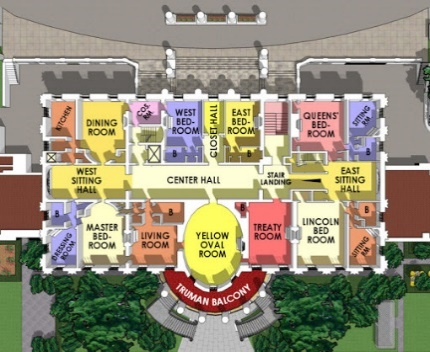 KITCHEN
DINING
ROOM
COS.
RM
WEST
BED-
ROOM
CLOSET HALL
EAST
BED-
ROOM
QUEENS'
BED-
ROOM
SITTING
RM
B
B
B
WEST
SITTING
HALL
CENTER HALL
STAIR
LANDING
EAST
SITTING
HALL
DRESSING
ROOM
B
MASTER
BED-
ROOM
LIVING
ROOM
B
YELLOW
OVAL
ROOM
B
TREATY
ROOM
LINCOLN
BED
ROOM
B
SITTING
RM
TRUMAN BALCONY